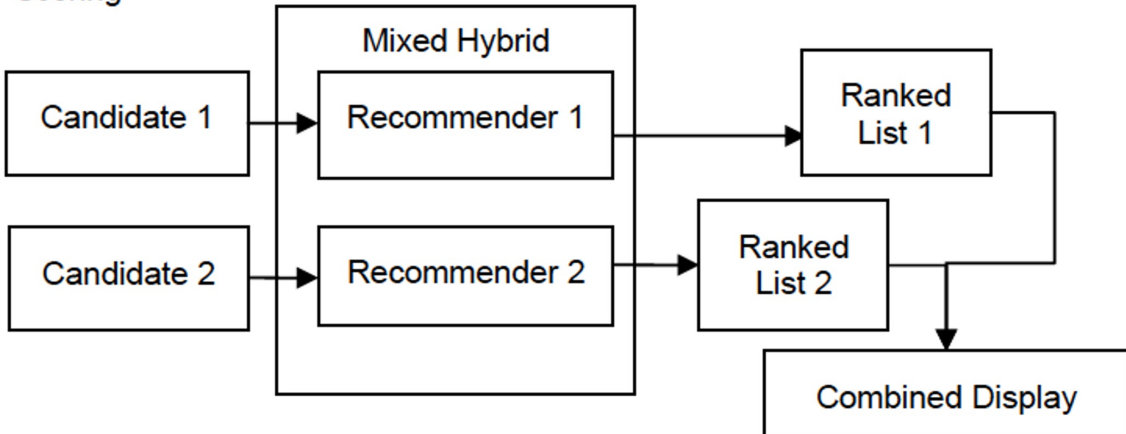 Mixed Hybrid
Candidate 1
Recommender 1
Ranked
List 1
Candidate 2
Recommender 2
Ranked
List 2
Combined Display